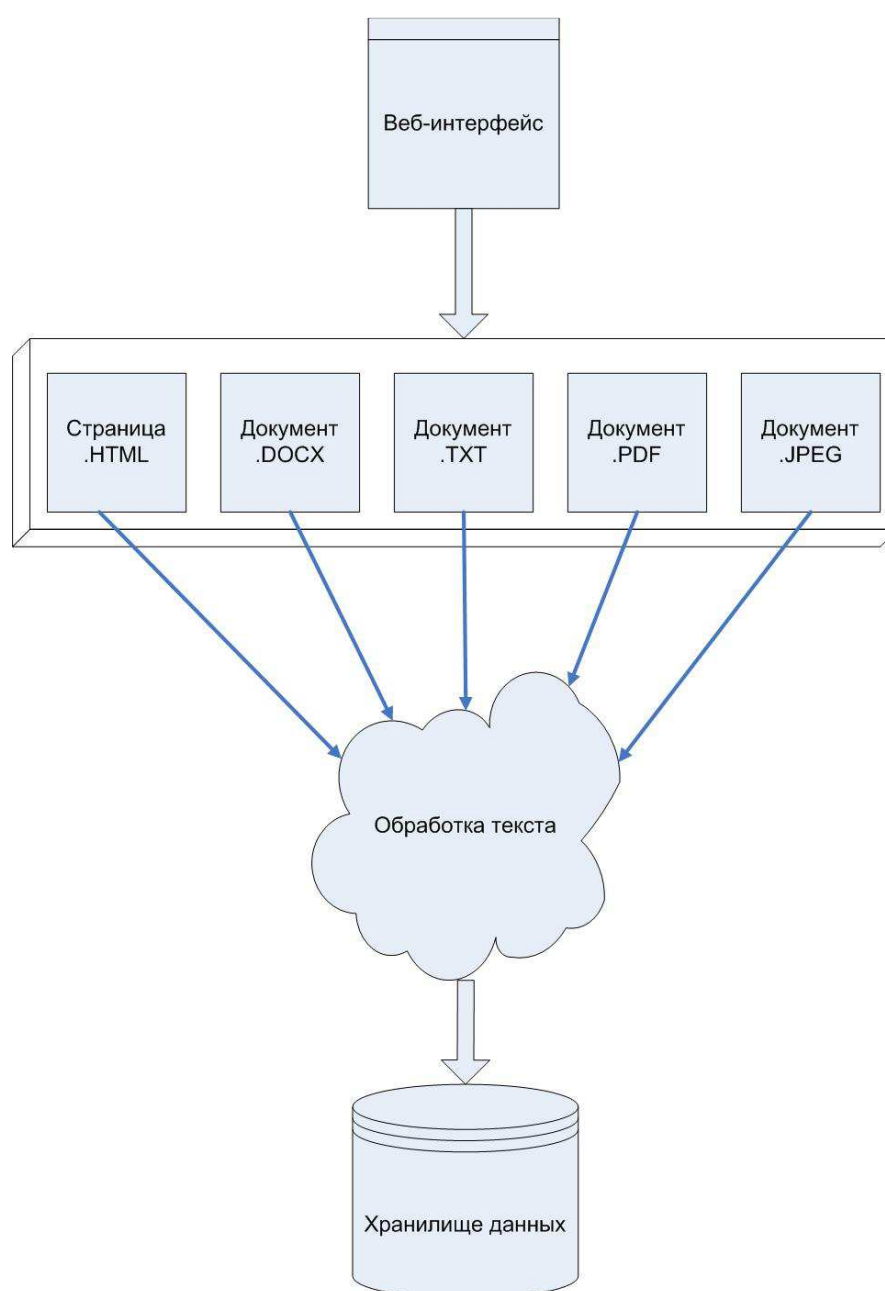 Веб-интерфейс
Страница
.HTML
Документ
.DOCX
Документ
.TXT
Документ
.PDF
Документ
.JPEG
Обработка текста
Хранилище данных